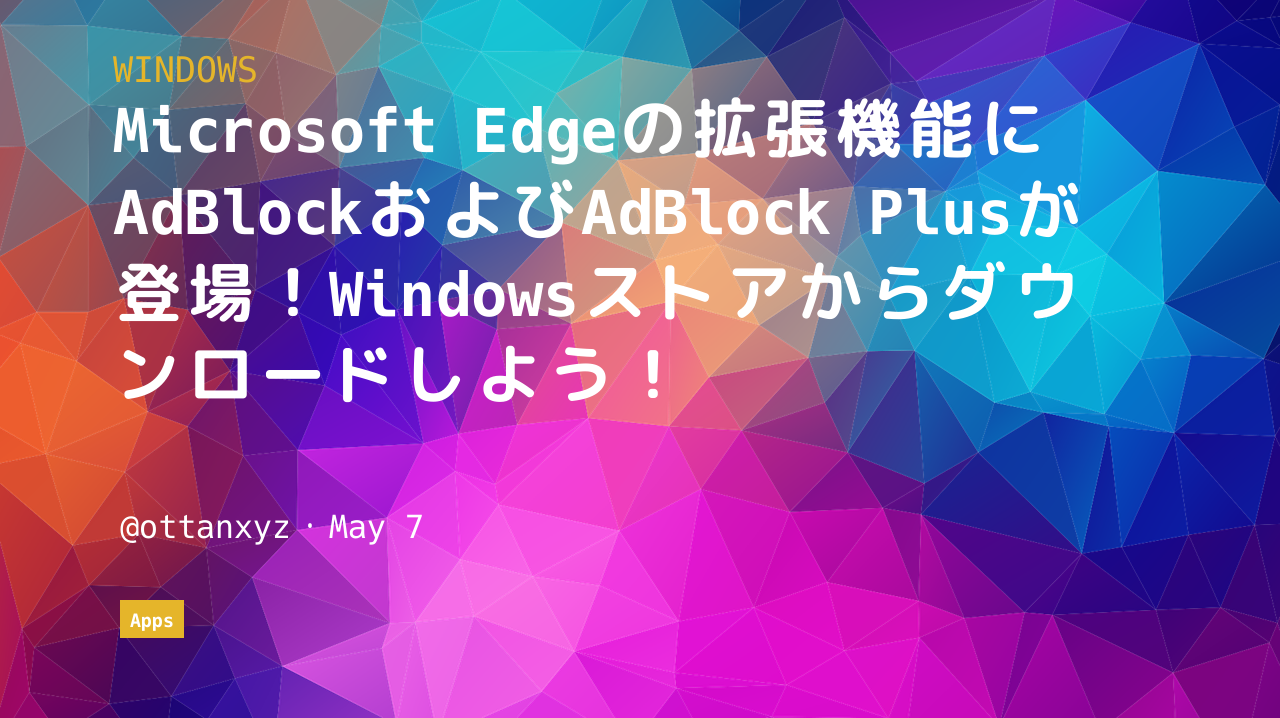 WINDOWS
Microsoft Edgeの拡張機能に
AdBlockおよびAdBlock Plusが
登場！Windowsストアからダウ
ンロードしよう！
@ottanxyz · May 7
Apps